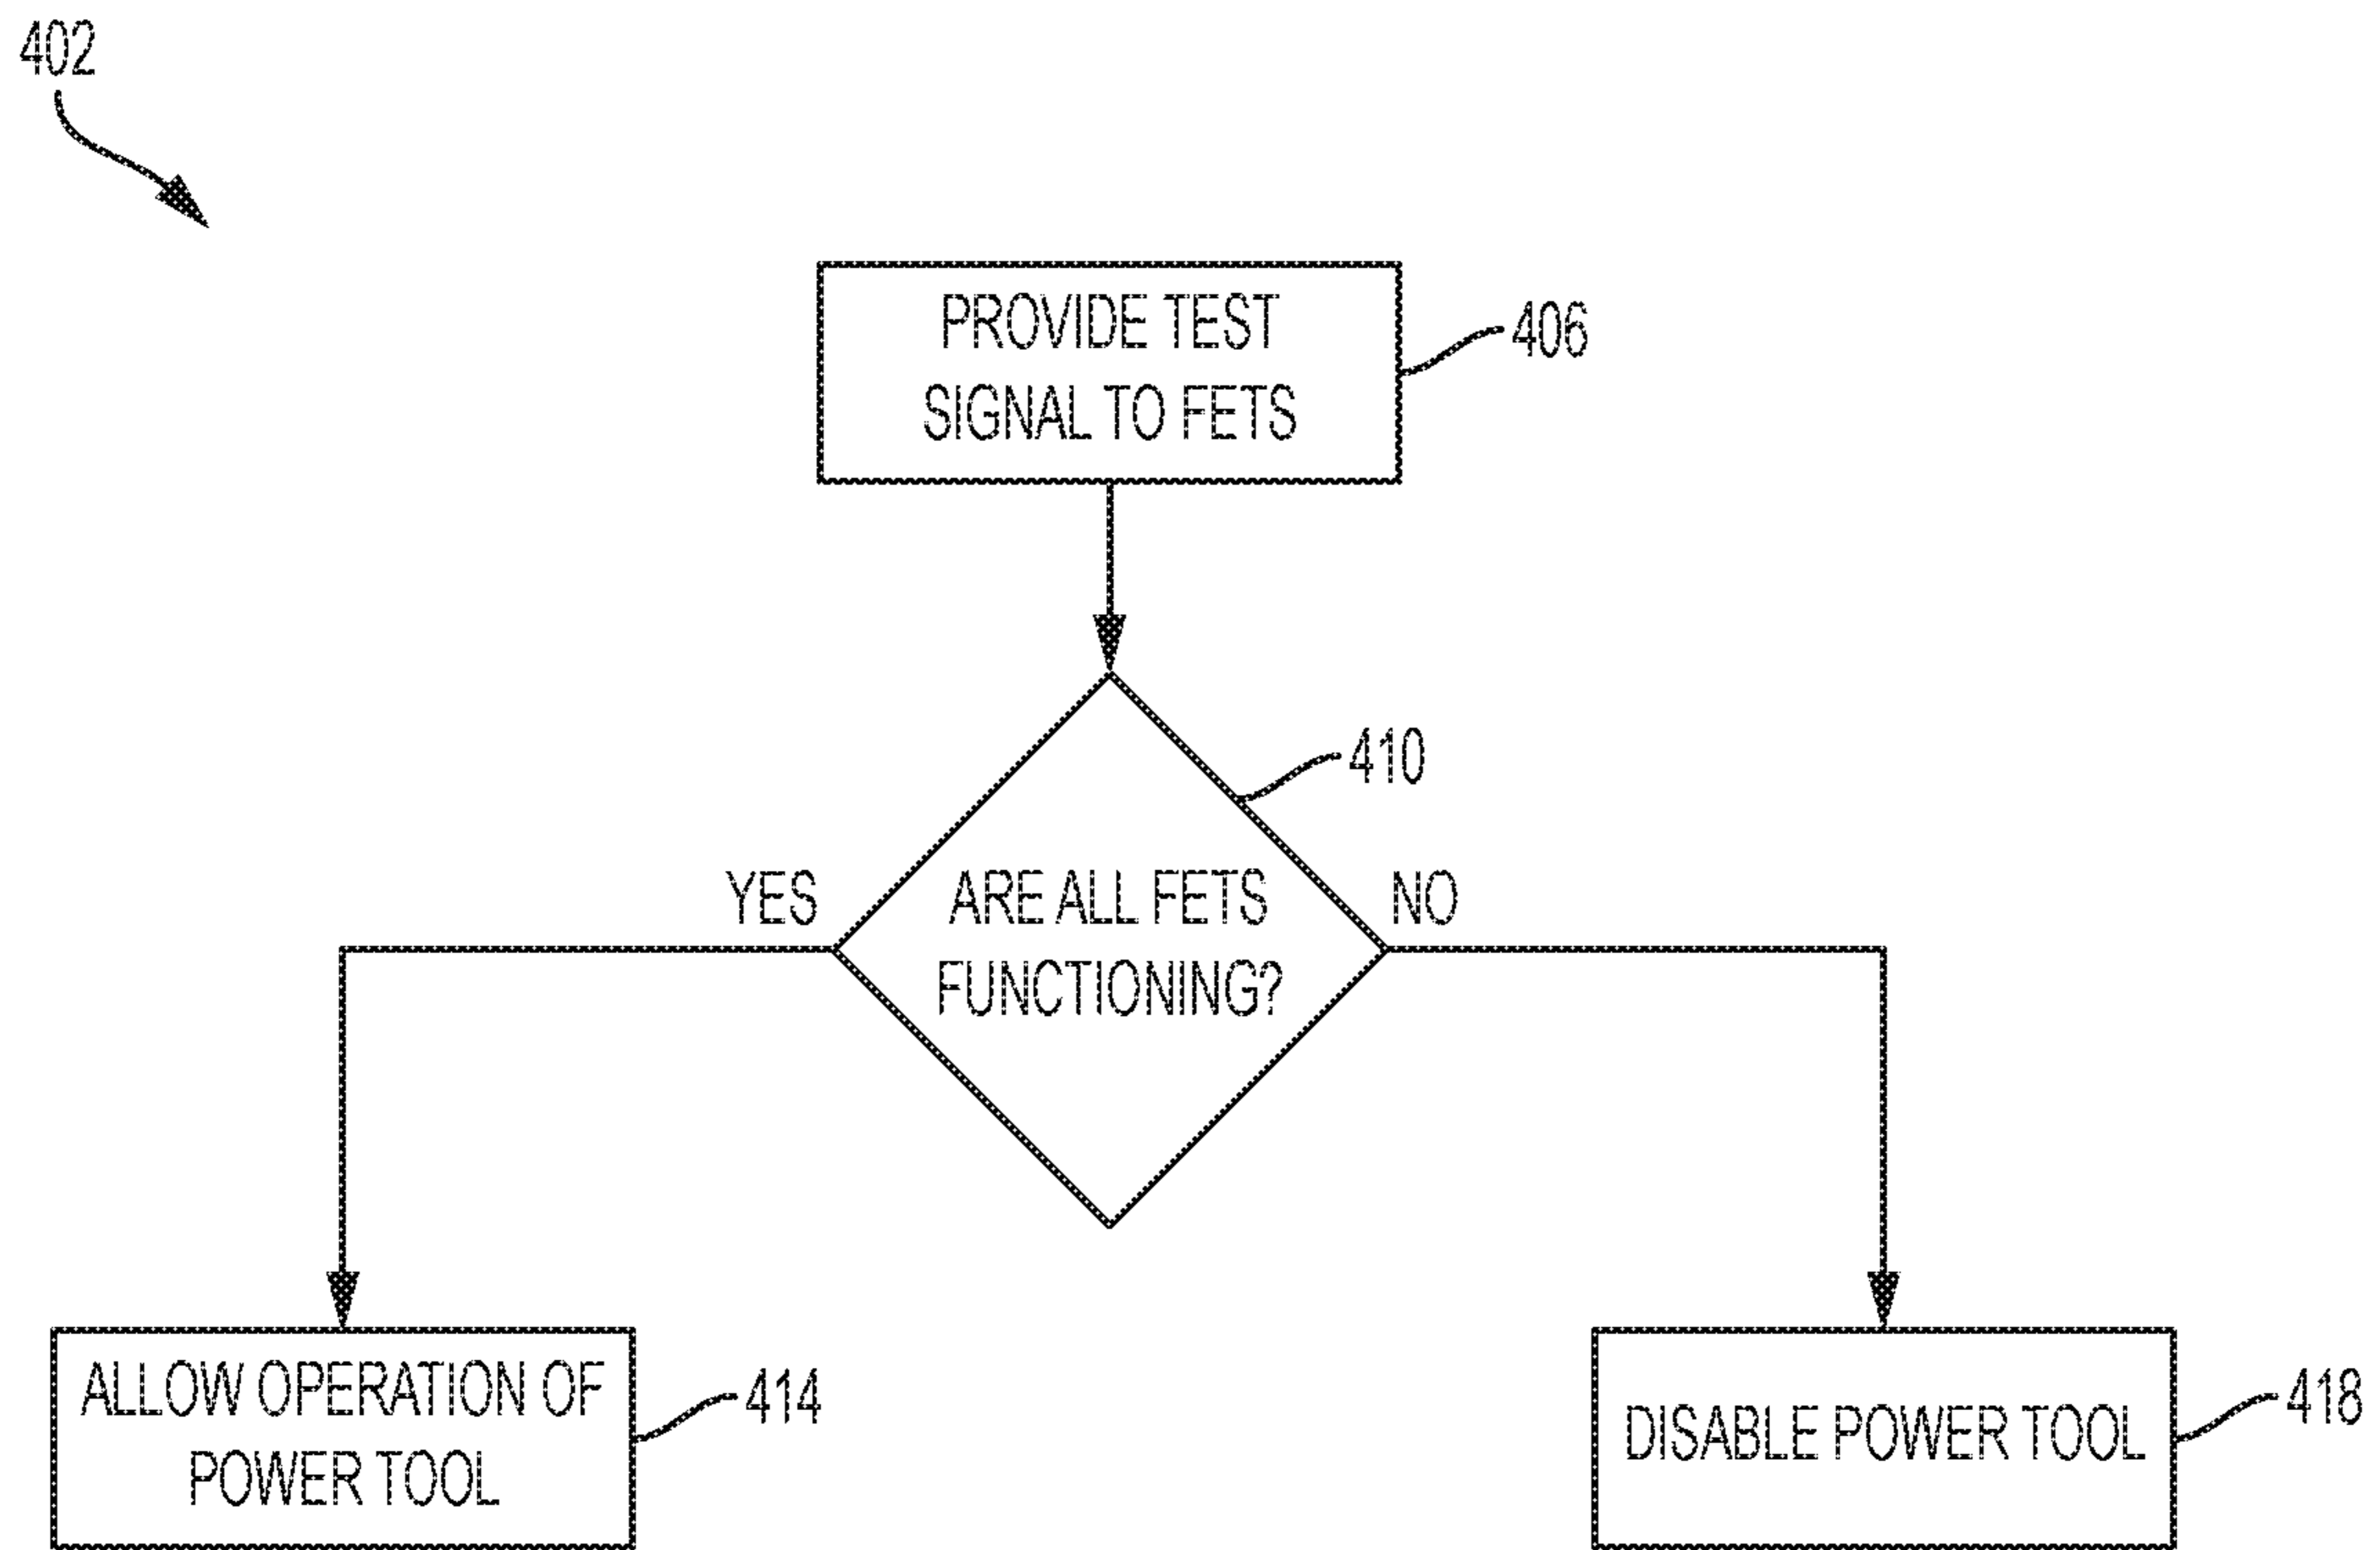 402
PROVIDE TEST
SIGNAL TO FETS
406
410
YES
ARE ALL FETS
FUNCTIONING?
NO
ALLOW OPERATION OF
POWER TOOL
414
DISABLE POWER TOOL
418